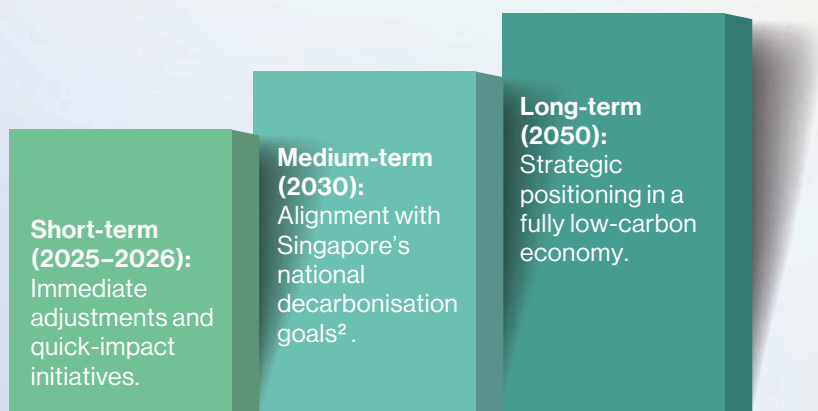 Short-term
(2025–2026):
Immediate
adjustments and
quick-impact
initiatives.
Medium-term
(2030):
Alignment with
Singapore’s
national
decarbonisation
goals² .
Long-term
(2050):
Strategic
positioning in a
fully low-carbon
economy.